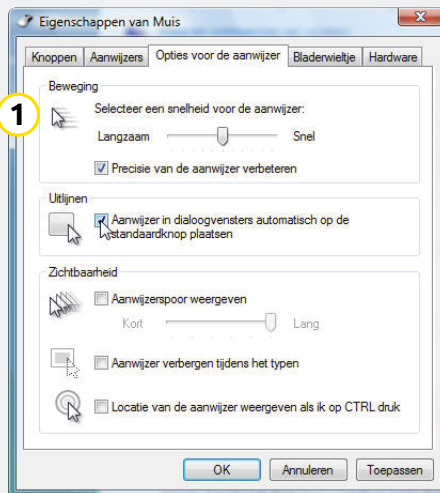 Eigenschappen van Muis
Knoppen Aanwijzers Opties voor de aanwijzer Bladerwieltje Hardware
Beweging
1
Selecteer een snelheid voor de aanwijzer:
Langzaam Snel
Precisie van de aanwijzer verbeteren
Uitlijnen
Aanwijzer in dialoogvensters automatisch op de
standaardknop plaatsen
Zichtbaarheid
Aanwijzerspoor weergeven
Kort Lang
Aanwijzer verbergen tijdens het typen
Locatie van de aanwijzer weergeven als ik op CTRL druk
OK Annuleren Toepassen